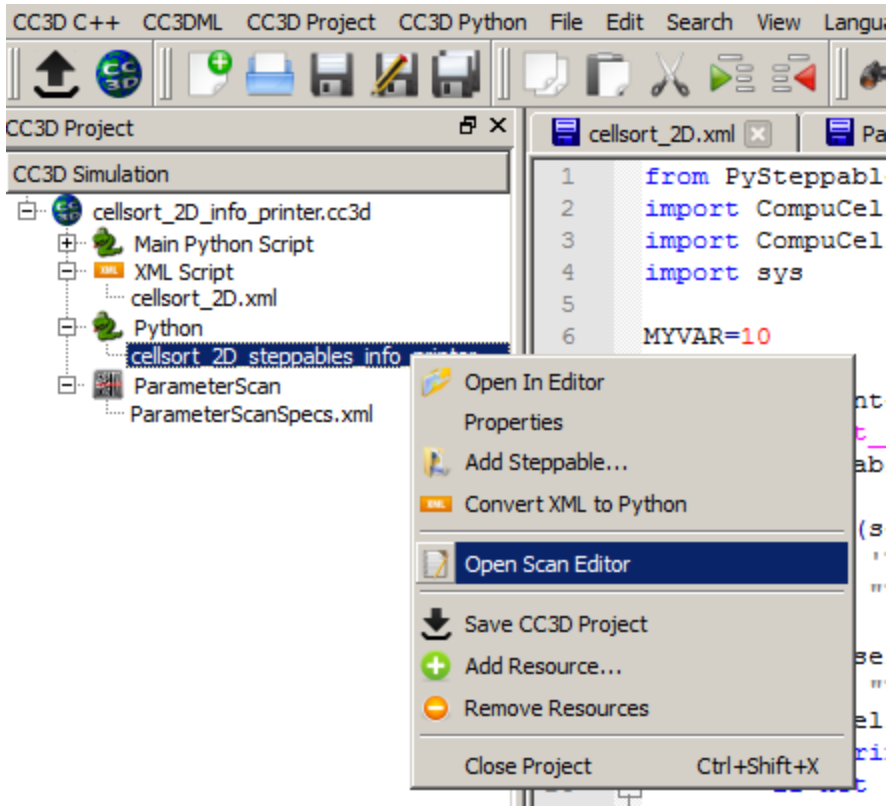 CC3D C++ CC3DML CC3D Project CC3D Python File Edit Search View
CC3D Project
cellsort_2D.xml
CC3D Simulation
cellsort_2D_info_printer.cc3d
Main Python Script
XML Script
cellsort_2D.xml
Python
cellsort_2D_steppables_info_printer
ParameterScan
ParameterScanSpecs.xml
1 from
2 import
3 import
4 import sys
5
6 MYVAR=10
Open In Editor
Properties
Add Steppable...
Convert XML to Python
Open Scan Editor
Save CC3D Project
Add Resource...
Remove Resources
Close Project Ctrl+Shift+X